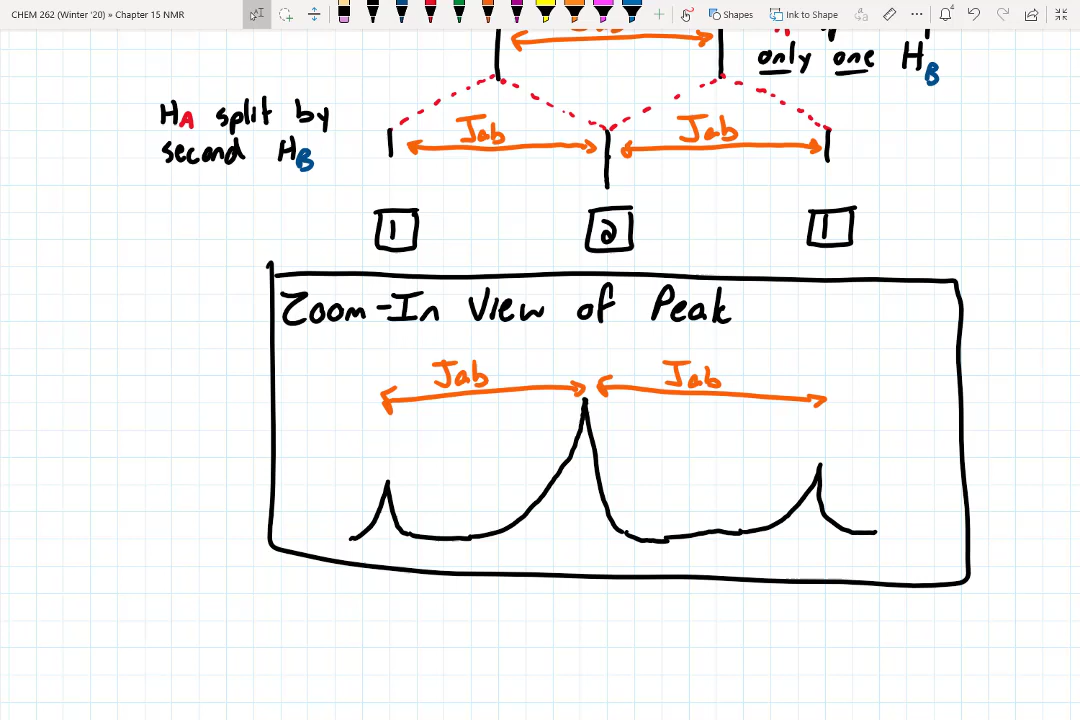 CHEM 262 (Winter '20) » Chapter 15 NMR
Shapes
Ink to Shape
only one HB
HA split by
second HB
Jab
Jab
1
2
1
Zoom-In View of Peak
Jab
Jab